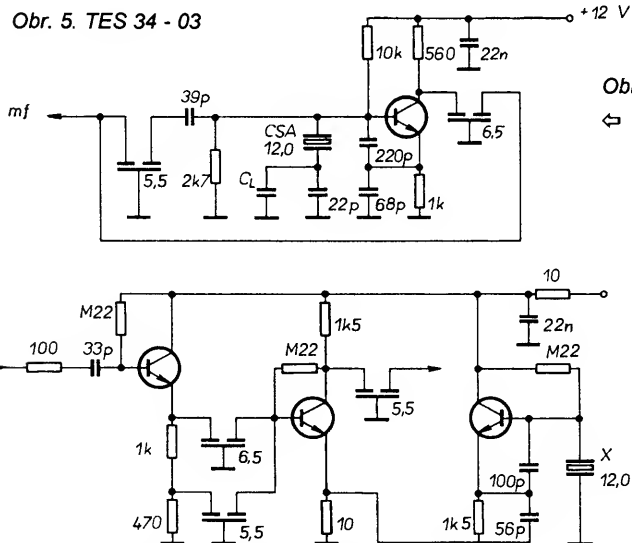 Obr. 5. TES 34 - 03
+12 V
10k
560
22n
Ob
mf
39p
CSA
12,0
220p
6,5
5,5
2k7
CL
22p
68p
1k
10
M22
1k5
22n
100
33p
M22
M22
5,5
1k
6,5
X
12,0
100p
470
5,5
10
1k5
56p